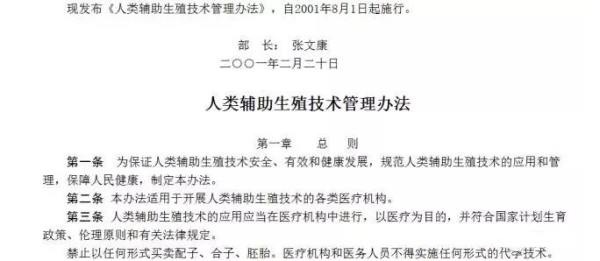 现发布《人类辅助生殖技术管理办法》，自2001年8月1日起施行。
部 长： 张文康
二○○一年二月二十日
人类辅助生殖技术管理办法
第一章 总 则
第一条 为保证人类辅助生殖技术安全、有效和健康发展，规范人类辅助生殖技术的应用和管
理，保障人民健康，制定本办法。
第二条 本办法适用于开展人类辅助生殖技术的各类医疗机构。
第三条 人类辅助生殖技术的应用应当在医疗机构中进行，以医疗为目的，并符合国家计划生育
政策、伦理原则和有关法律规定。
禁止以任何形式买卖配子、合子、胚胎。医疗机构和医务人员不得实施任何形式的代 技术。